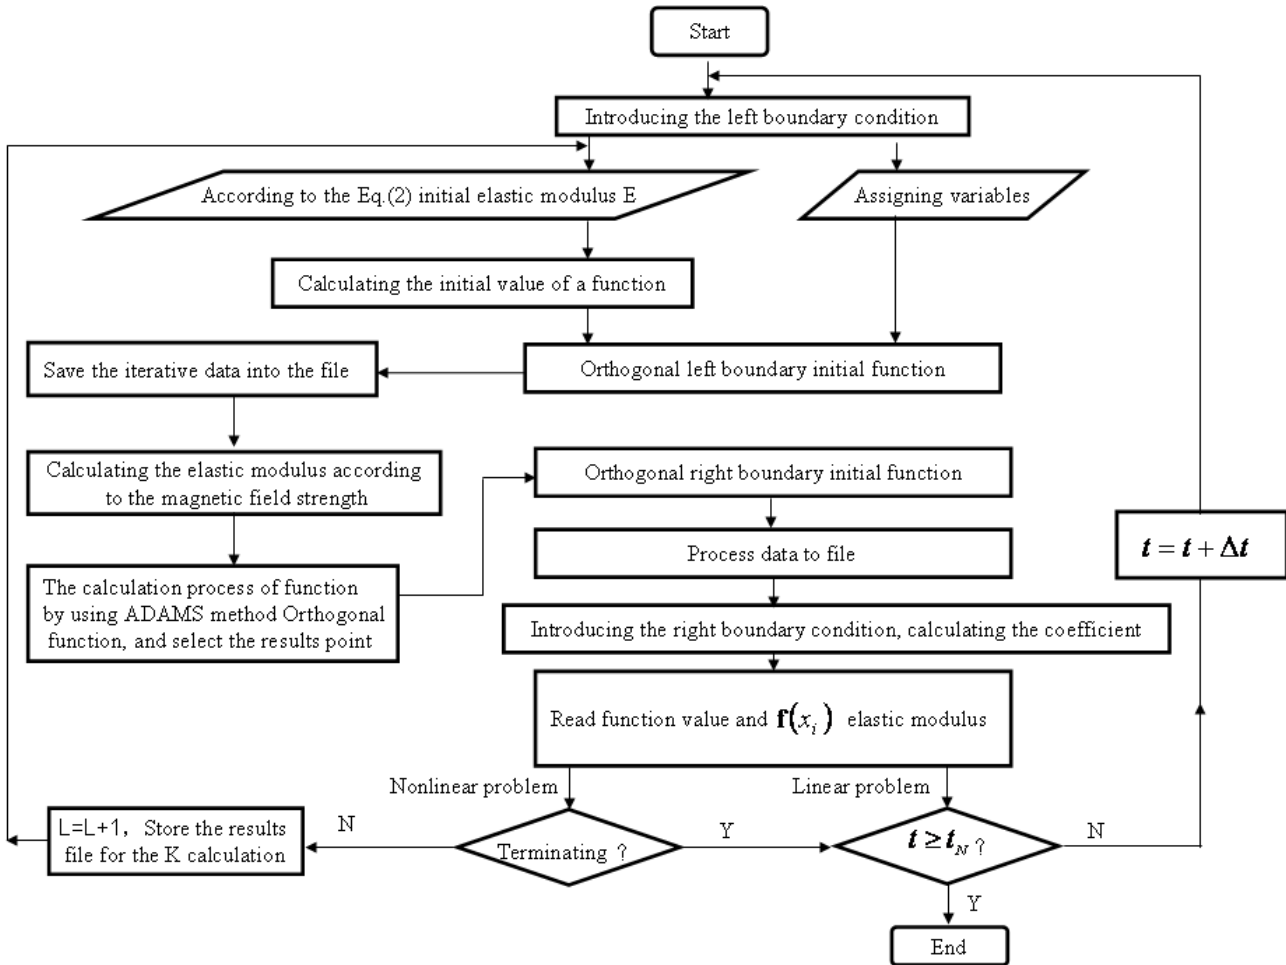 Start
Introducing the left boundary condition
According to the Eq.(2) initial elastic modulus E
Assigning variables
Calculating the initial value of a function
Save the iterative data into the file
Orthogonal left boundary initial function
Calculating the elastic modulus according
to the magnetic field strength
Orthogonal right boundary initial function
Process data to file
t = t + Δt
The calculation process of function
by using ADAMS method Orthogonal
function, and select the results point
Introducing the right boundary condition, calculating the coefficient
Read function value and f(x_i) elastic modulus
Nonlinear problem
Linear problem
L=L+1, Store the results
file for the K calculation
N
Terminating ?
Y
t ≥ t_N ?
N
Y
End